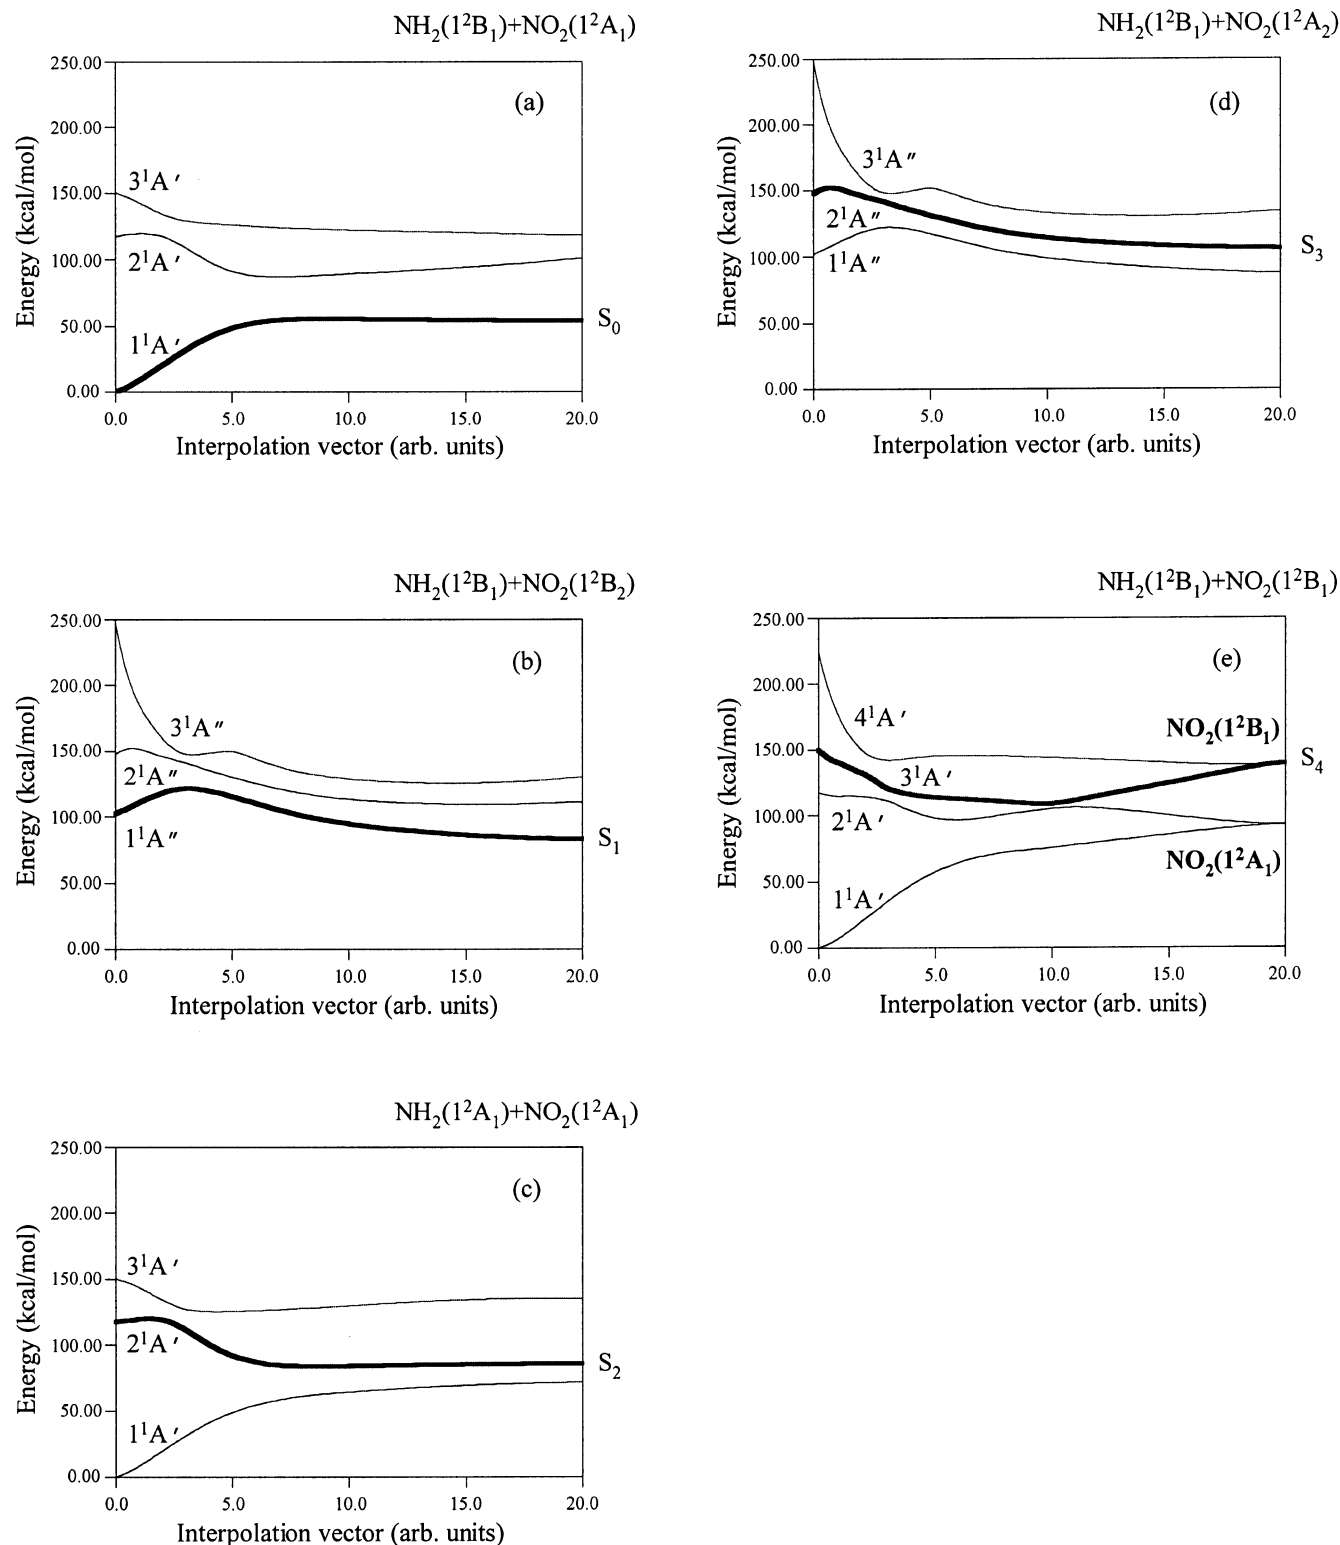 NH₂(1²B₁)+NO₂(1²A₁)
250.00
200.00
150.00
100.00
50.00
0.00
Energy (kcal/mol)
(a)
3¹A′
2¹A′
1¹A′
S₀
0.0 5.0 10.0 15.0 20.0
Interpolation vector (arb. units)
NH₂(1²B₁)+NO₂(1²B₂)
250.00
200.00
150.00
100.00
50.00
0.00
Energy (kcal/mol)
(b)
3¹A″
2¹A″
1¹A″
S₁
0.0 5.0 10.0 15.0 20.0
Interpolation vector (arb. units)
NH₂(1²A₁)+NO₂(1²A₁)
250.00
200.00
150.00
100.00
50.00
0.00
Energy (kcal/mol)
(c)
3¹A′
2¹A′
1¹A′
S₂
0.0 5.0 10.0 15.0 20.0
Interpolation vector (arb. units)
NH₂(1²B₁)+NO₂(1²A₂)
250.00
200.00
150.00
100.00
50.00
0.00
Energy (kcal/mol)
(d)
3¹A″
2¹A″
1¹A″
S₃
0.0 5.0 10.0 15.0 20.0
Interpolation vector (arb. units)
NH₂(1²B₁)+NO₂(1²B₁)
250.00
200.00
150.00
100.00
50.00
0.00
Energy (kcal/mol)
(e)
4¹A′
NO₂(1²B₁)
3¹A′
S₄
2¹A′
NO₂(1²A₁)
1¹A′
0.0 5.0 10.0 15.0 20.0
Interpolation vector (arb. units)